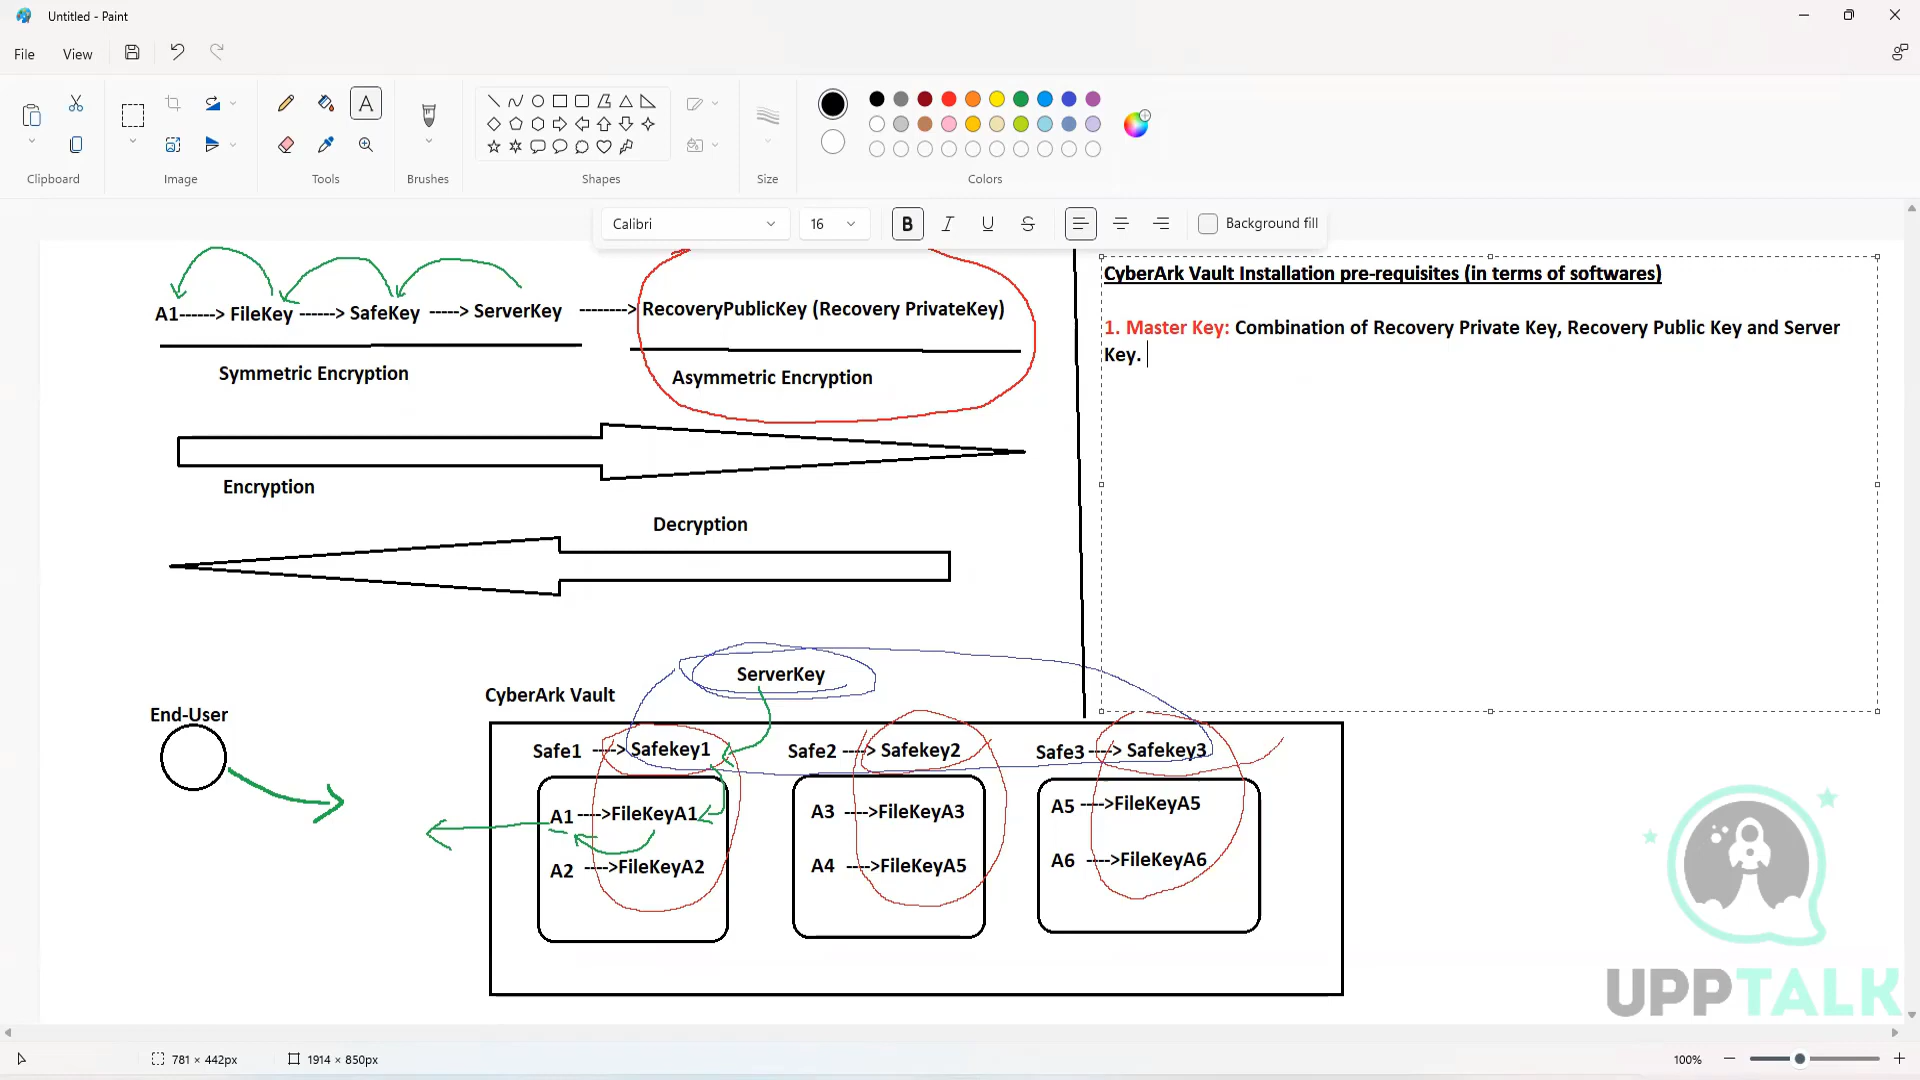 Untitled - Paint
File
View
Clipboard
Image
Tools
Brushes
Shapes
Size
Colors
Calibri
16
B
I
U
S
Background fill
A1------> FileKey ------> SafeKey -----> ServerKey --------> RecoveryPublicKey (Recovery PrivateKey)
Symmetric Encryption
Asymmetric Encryption
Encryption
Decryption
CyberArk Vault Installation pre-requisites (in terms of softwares)
1. Master Key: Combination of Recovery Private Key, Recovery Public Key and Server
Key.
ServerKey
CyberArk Vault
End-User
Safe1 ----> Safekey1
A1 ---->FileKeyA1
A2 ---->FileKeyA2
Safe2 ----> Safekey2
A3 ---->FileKeyA3
A4 ---->FileKeyA5
Safe3 ----> Safekey3
A5 ---->FileKeyA5
A6 ---->FileKeyA6
UPPTALK
781 × 442px
1914 × 850px
100%